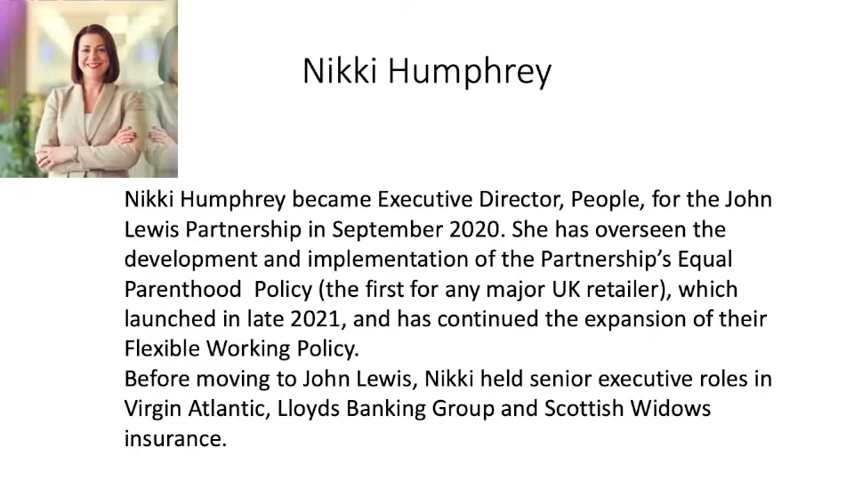 Nikki Humphrey
Nikki Humphrey became Executive Director, People, for the John
Lewis Partnership in September 2020. She has overseen the
development and implementation of the Partnership’s Equal
Parenthood  Policy (the first for any major UK retailer), which
launched in late 2021, and has continued the expansion of their
Flexible Working Policy.
Before moving to John Lewis, Nikki held senior executive roles in
Virgin Atlantic, Lloyds Banking Group and Scottish Widows
insurance.